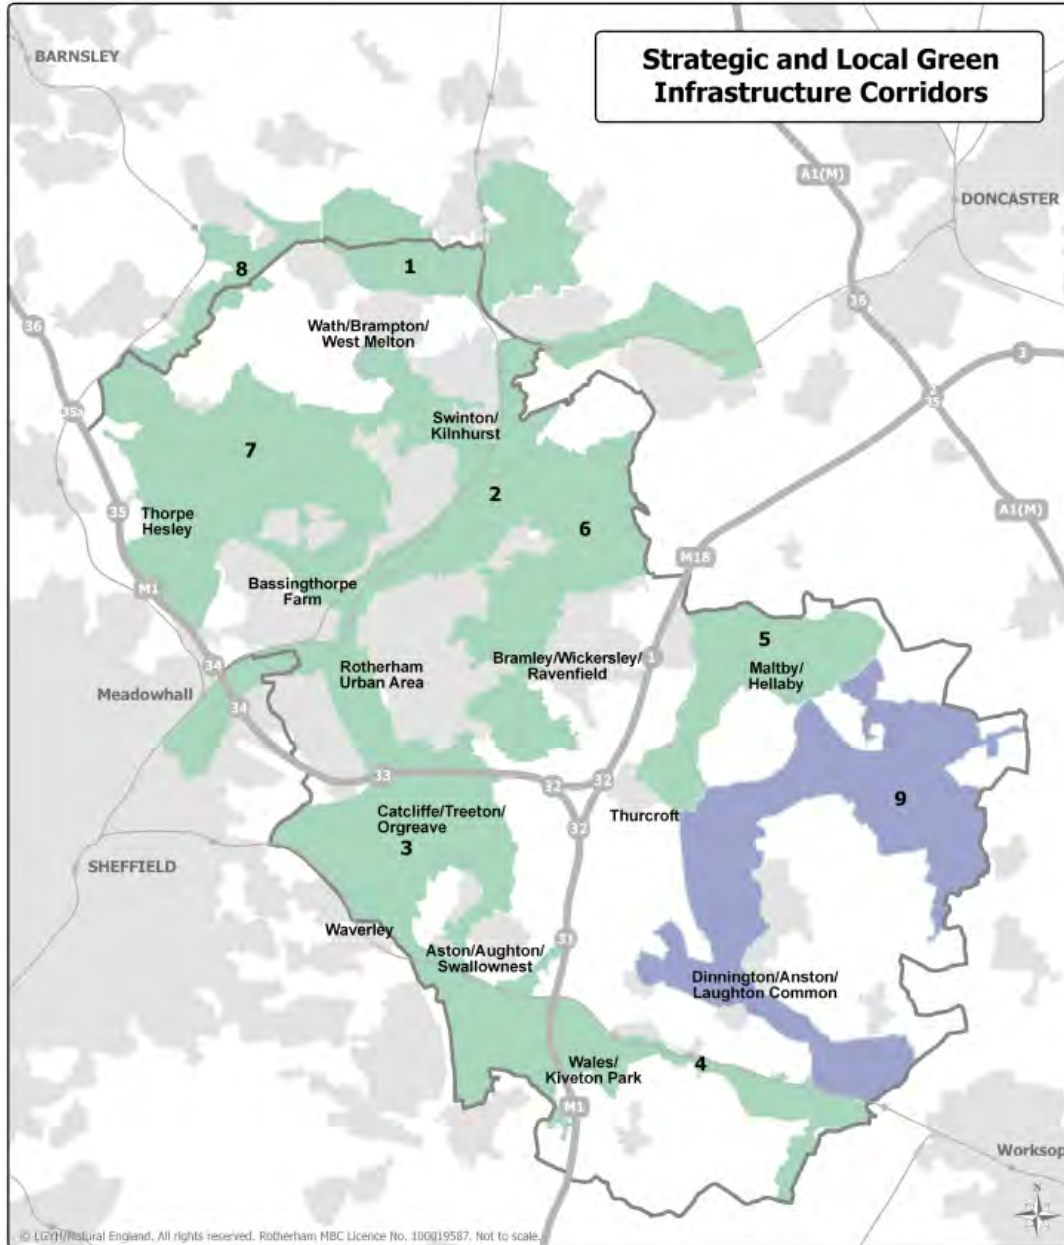 Strategic and Local Green
Infrastructure Corridors
BARNSLEY
A1(M)
DONCASTER
8
1
36
36
Wath/Brampton/
West Melton
3
2
35
35a
Swinton/
Kilnhurst
7
2
35
Thorpe
Hesley
6
A1(M)
M18
M1
Bassingthorpe
Farm
5
34
Rotherham
Urban Area
Bramley/Wickersley/
Ravenfield
1
Maltby/
Hellaby
Meadowhall
34
33
32
32
9
Catcliffe/Treeton/
Orgreave
Thurcroft
32
3
SHEFFIELD
Waverley
31
Aston/Aughton/
Swallownest
Dinnington/Anston/
Laughton Common
Wales/
Kiveton Park
4
M1
Worksop
N
© LGYH/Natural England. All rights reserved. Rotherham MBC Licence No. 100019587. Not to scale.